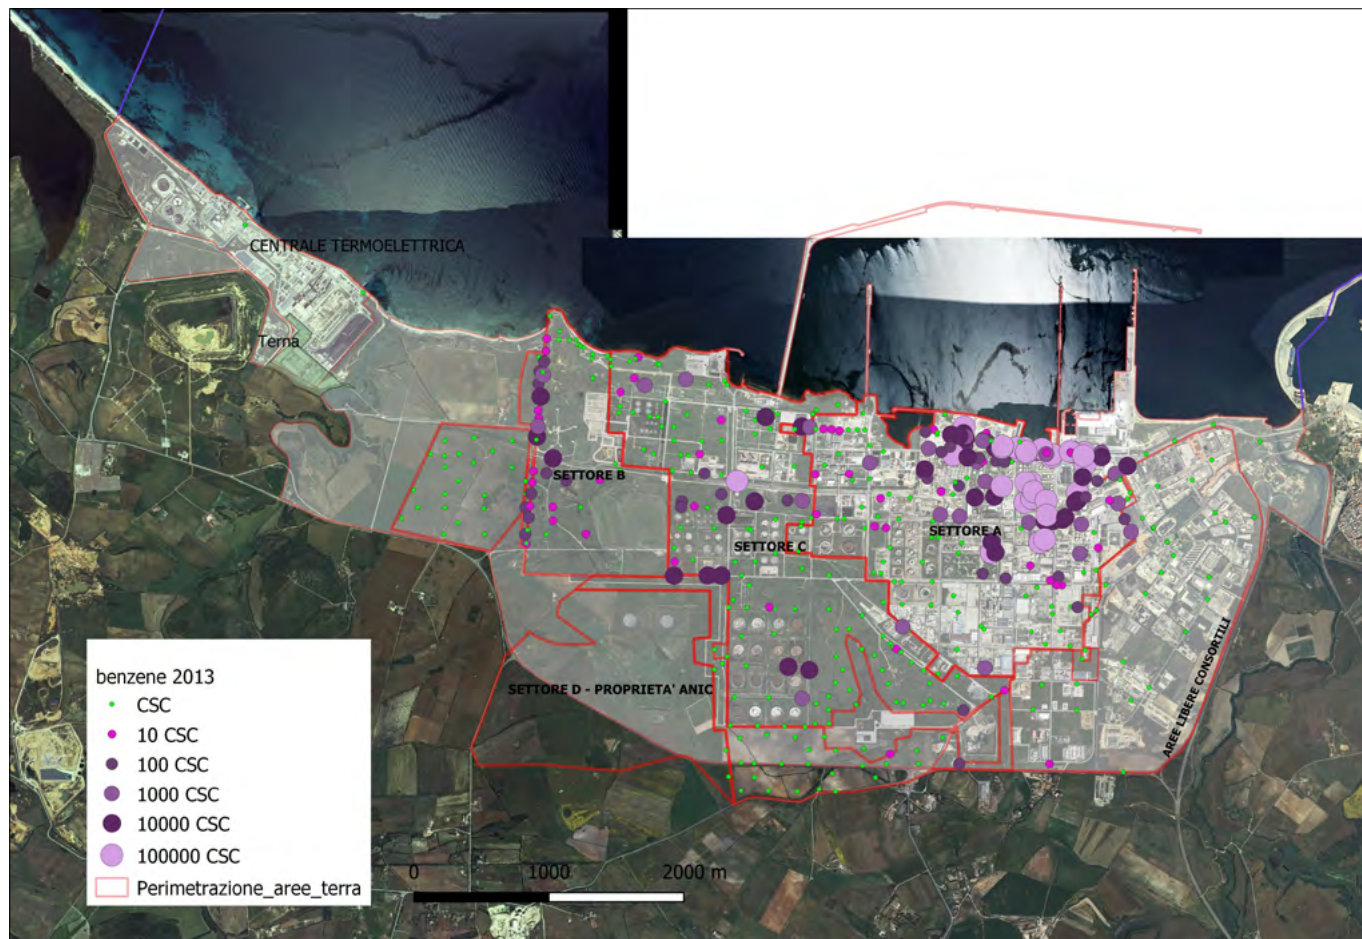 CENTRALE TERMOELETTRICA
Terna
SETTORE B
SETTORE C
SETTORE A
SETTORE D - PROPRIETA' ANIC
AREE LIBERE CONSORTILI
benzene 2013
CSC
10 CSC
100 CSC
1000 CSC
10000 CSC
100000 CSC
Perimetrazione_aree_terra
0 1000 2000 m